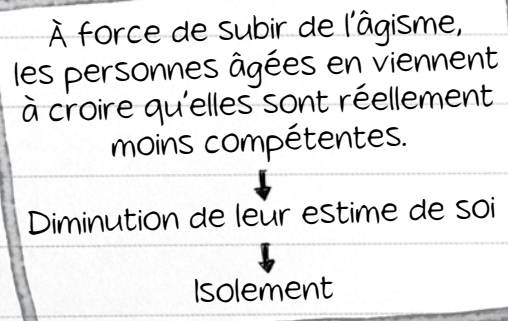 À force de subir de l'âgisme,
les personnes âgées en viennent
à croire qu'elles sont réellement
moins compétentes.
Diminution de leur estime de soi
Isolement